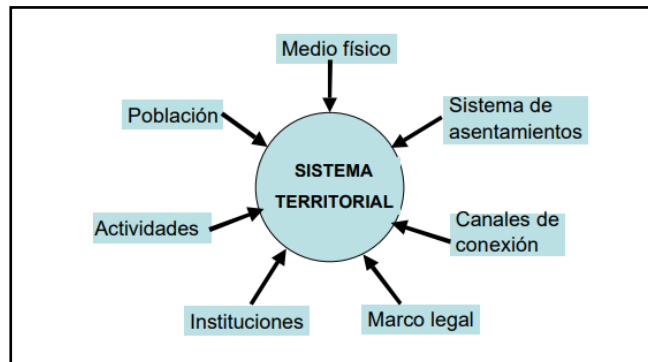 Medio físico
Población
Sistema de
asentamientos
SISTEMA
TERRITORIAL
Actividades
Canales de
conexión
Instituciones
Marco legal